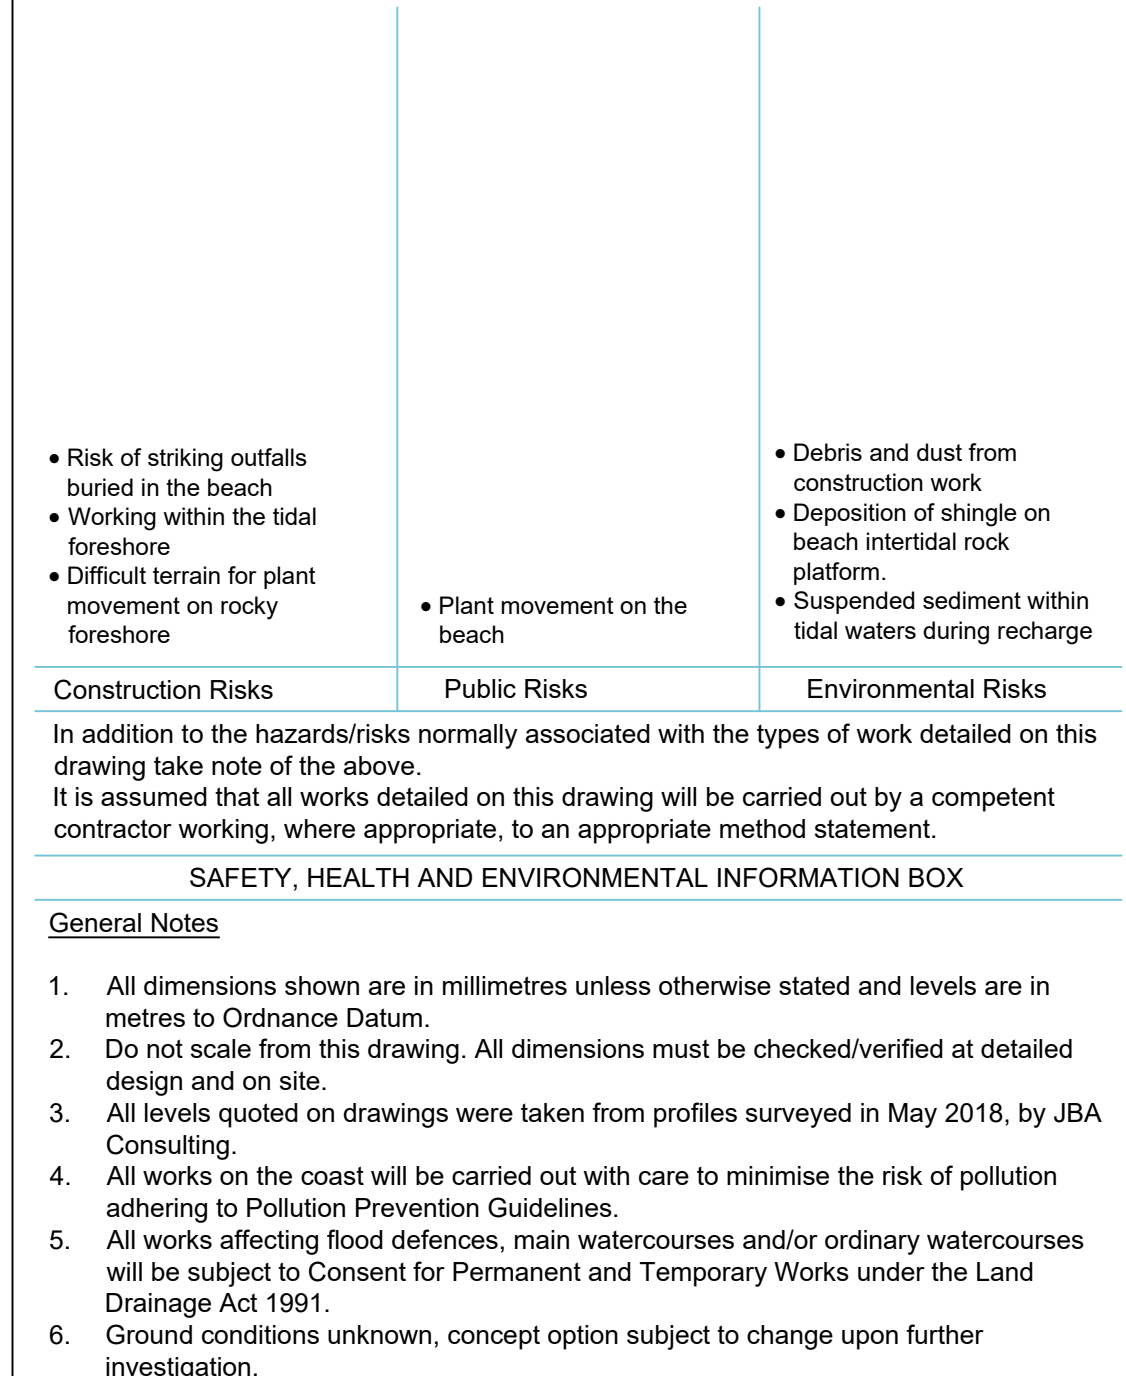 • Risk of striking outfalls
buried in the beach
• Working within the tidal
foreshore
• Difficult terrain for plant
movement on rocky
foreshore
• Plant movement on the
beach
• Debris and dust from
construction work
• Deposition of shingle on
beach intertidal rock
platform.
• Suspended sediment within
tidal waters during recharge
Construction Risks
Public Risks
Environmental Risks
In addition to the hazards/risks normally associated with the types of work detailed on this
drawing take note of the above.
It is assumed that all works detailed on this drawing will be carried out by a competent
contractor working, where appropriate, to an appropriate method statement.
SAFETY, HEALTH AND ENVIRONMENTAL INFORMATION BOX
General Notes
1. All dimensions shown are in millimetres unless otherwise stated and levels are in
metres to Ordnance Datum.
2. Do not scale from this drawing. All dimensions must be checked/verified at detailed
design and on site.
3. All levels quoted on drawings were taken from profiles surveyed in May 2018, by JBA
Consulting.
4. All works on the coast will be carried out with care to minimise the risk of pollution
adhering to Pollution Prevention Guidelines.
5. All works affecting flood defences, main watercourses and/or ordinary watercourses
will be subject to Consent for Permanent and Temporary Works under the Land
Drainage Act 1991.
6. Ground conditions unknown, concept option subject to change upon further
investigation.